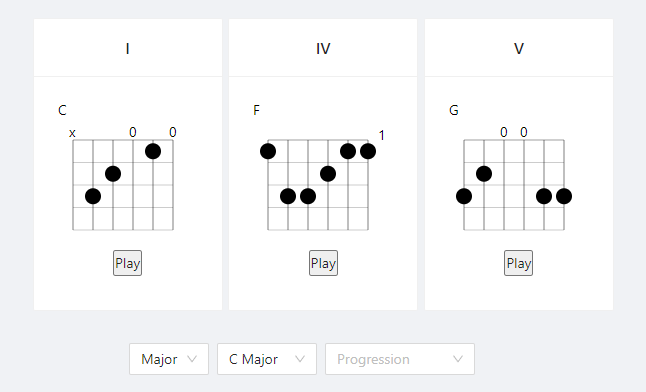 I IV V
C F G
x 0 0 1 0 0
Play Play Play
Major C Major Progression